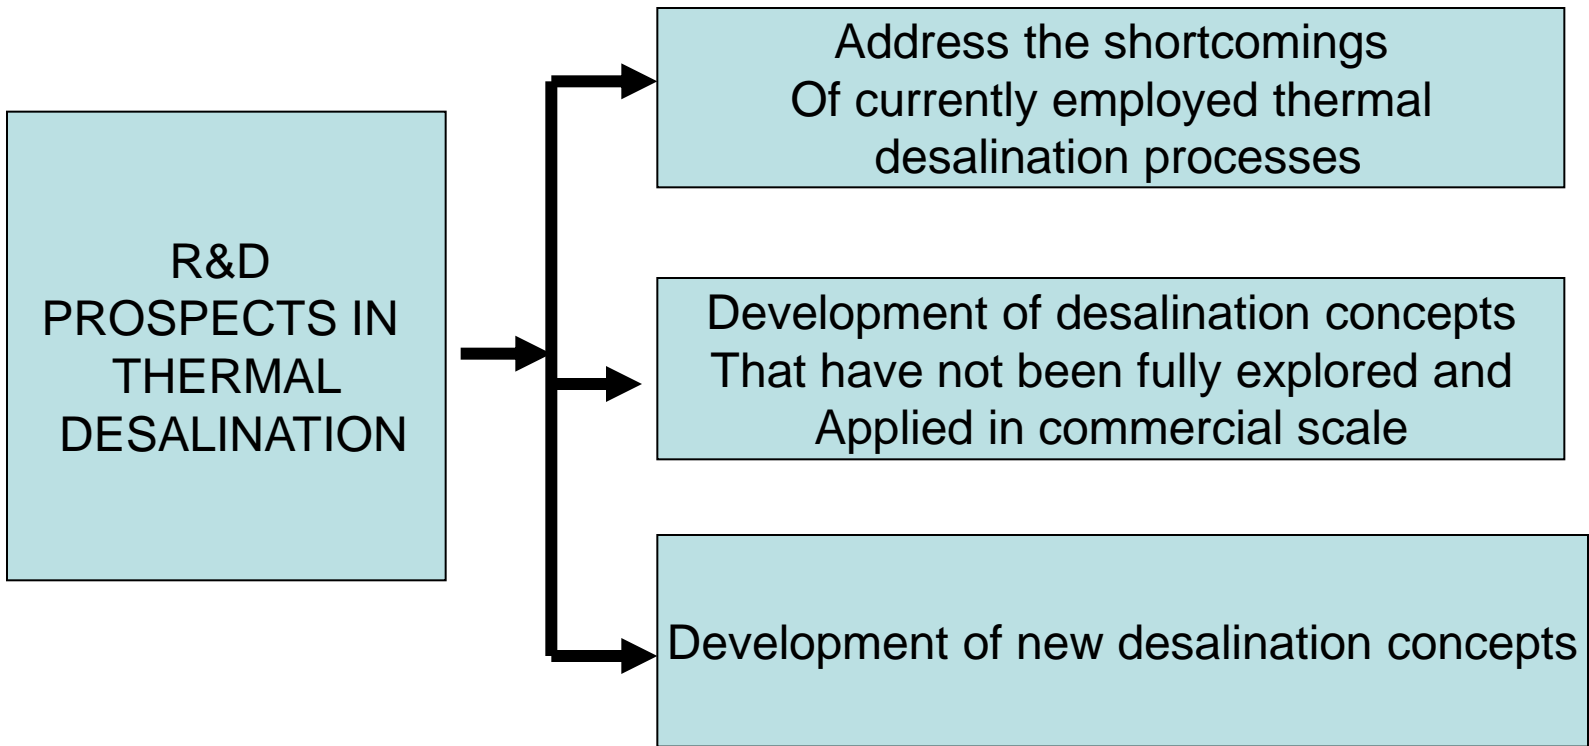 R&D
PROSPECTS IN
THERMAL
DESALINATION
Address the shortcomings
Of currently employed thermal
desalination processes
Development of desalination concepts
That have not been fully explored and
Applied in commercial scale
Development of new desalination concepts